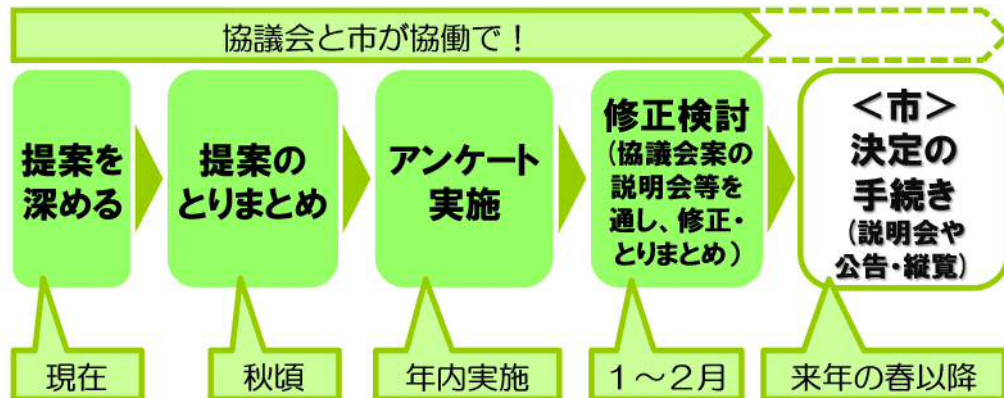 協議会と市が協働で！
提案を
深める
提案の
とりまとめ
アンケート
実施
修正検討
（協議会案の
説明会等を
通し、修正・
とりまとめ）
＜市＞
決定の
手続き
（説明会や
公告・縦覧）
現在
秋頃
年内実施
１～２月
来年の春以降